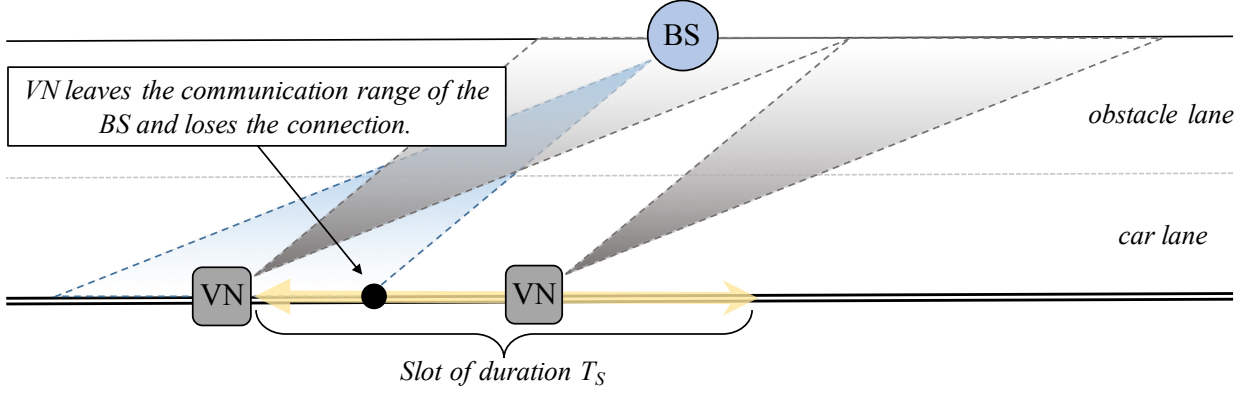 BS
VN leaves the communication range of the
BS and loses the connection.
obstacle lane
car lane
VN
VN
Slot of duration T_S